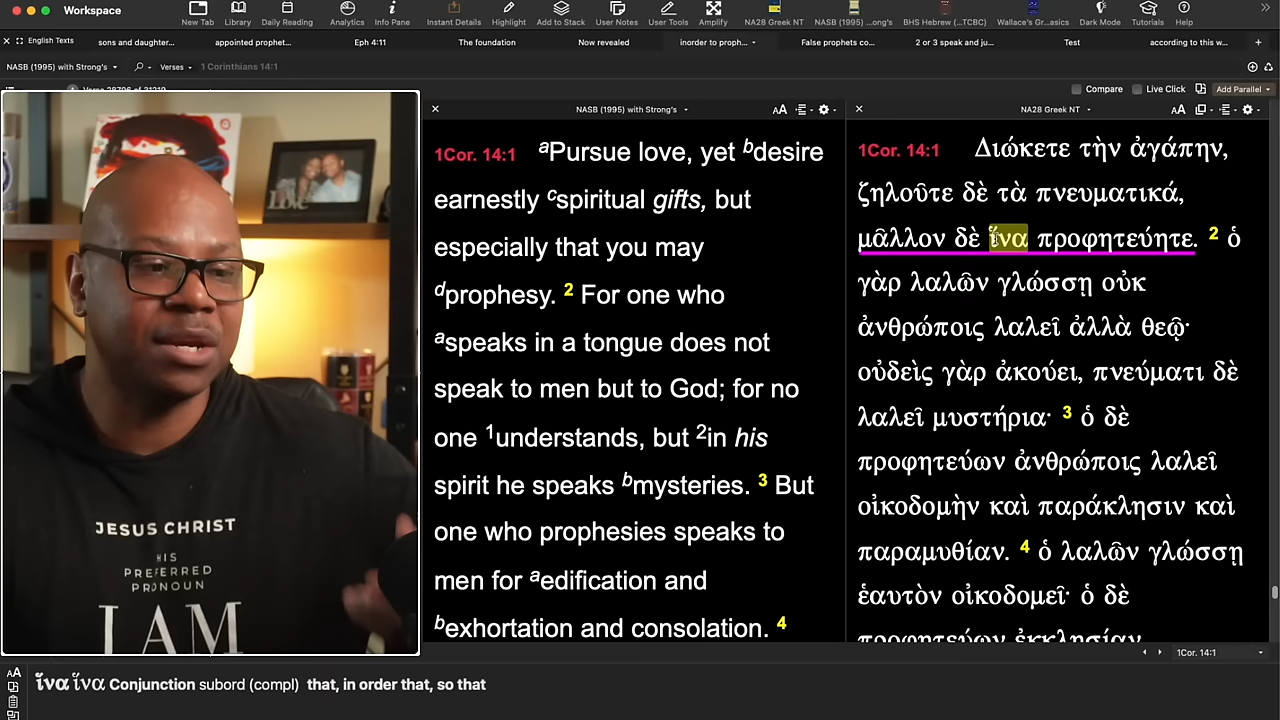 Workspace
New Tab
Library
Daily Reading
Analytics
Info Pane
Instant Details
Highlight
Add to Stack
User Notes
User Tools
Amplify
NA28 Greek NT
NASB (1995) ...ong's
BHS Hebrew (...TCBC)
Wallace's Gr...asics
Dark Mode
Tutorials
Help
English Texts
sons and daughter...
appointed prophet...
Eph 4:11
The foundation
Now revealed
inorder to proph...
False prophets co...
2 or 3 speak and ju...
Test
according to this w...
NASB (1995) with Strong's
Verses
1 Corinthians 14:1
Compare
Live Click
Add Parallel
NASB (1995) with Strong's
AA
1Cor. 14:1 aPursue love, yet bdesire
earnestly cspiritual gifts, but
especially that you may
dprophesy. 2 For one who
aspeaks in a tongue does not
speak to men but to God; for no
one 1understands, but 2in his
spirit he speaks bmysteries. 3 But
one who prophesies speaks to
men for aedification and
bexhortation and consolation. 4
NA28 Greek NT
AA
1Cor. 14:1 Διώκετε τὴν ἀγάπην,
ζηλοῦτε δὲ τὰ πνευματικά,
μᾶλλον δὲ ἵνα προφητεύητε. 2 ὁ
γὰρ λαλῶν γλώσσῃ οὐκ
ἀνθρώποις λαλεῖ ἀλλὰ θεῷ·
οὐδεὶς γὰρ ἀκούει, πνεύματι δὲ
λαλεῖ μυστήρια· 3 ὁ δὲ
προφητεύων ἀνθρώποις λαλεῖ
οἰκοδομὴν καὶ παράκλησιν καὶ
παραμυθίαν. 4 ὁ λαλῶν γλώσσῃ
ἑαυτὸν οἰκοδομεῖ· ὁ δὲ
προφητεύων ἐκκλησίαν
1Cor. 14:1
LOVE
JESUS CHRIST
HIS
PREFERRED
PRONOUN
I AM
AA
ἵνα ἵνα Conjunction subord (compl) that, in order that, so that